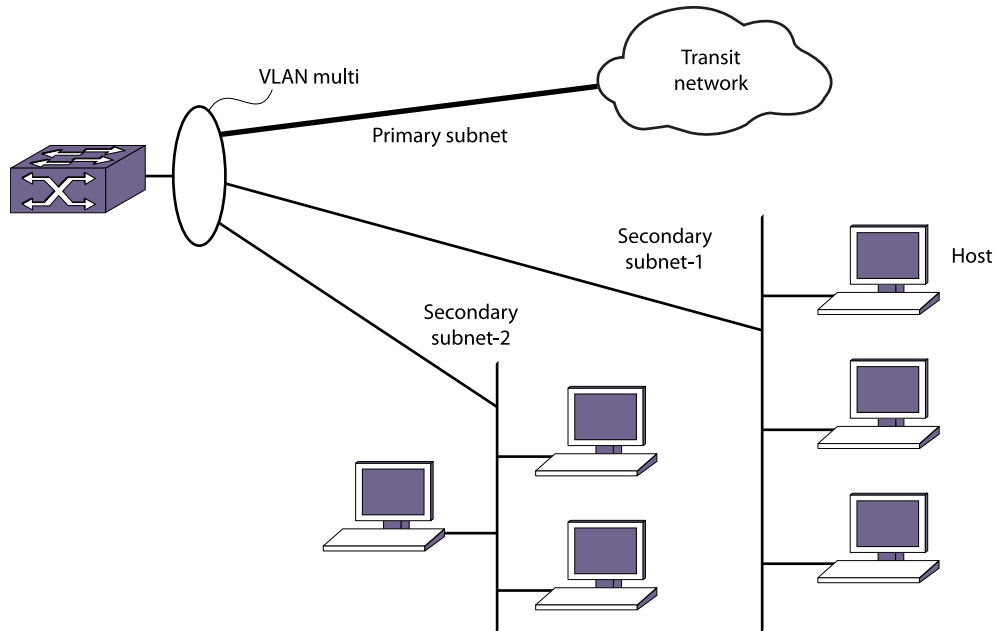 Transit
network
VLAN multi
Primary subnet
Secondary
subnet-1
Host
Secondary
subnet-2